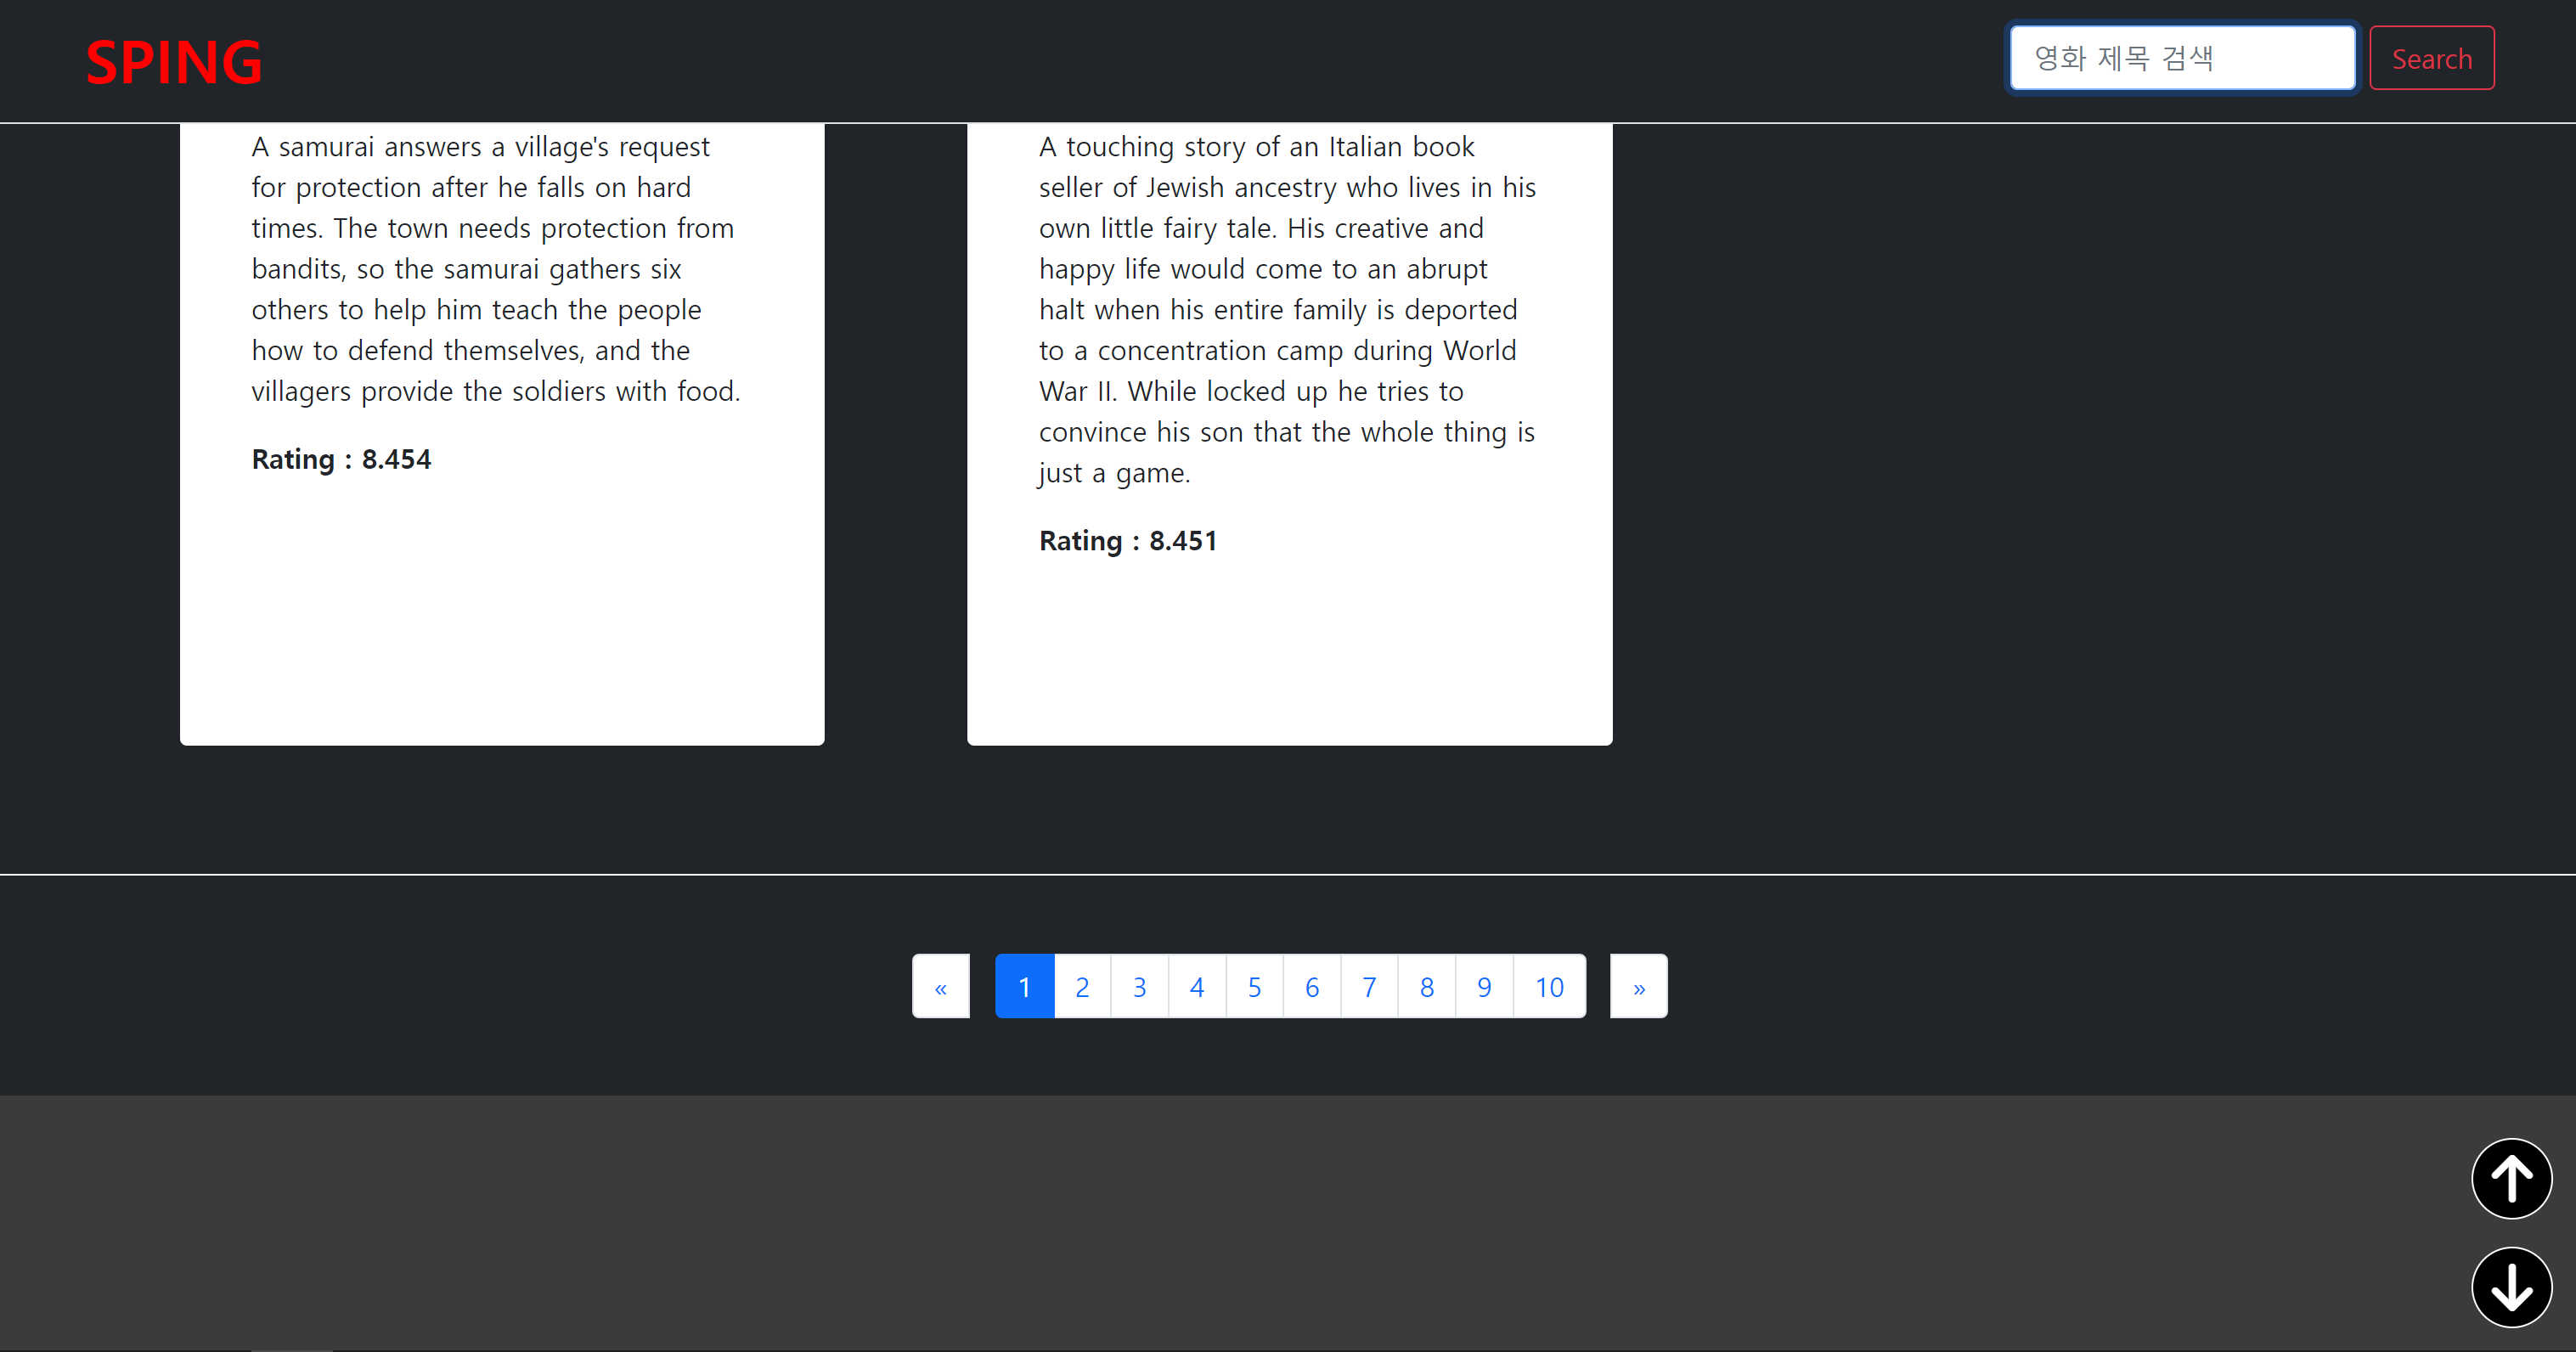 SPING
영화 제목 검색
Search
A samurai answers a village's request
for protection after he falls on hard
times. The town needs protection from
bandits, so the samurai gathers six
others to help him teach the people
how to defend themselves, and the
villagers provide the soldiers with food.
Rating : 8.454
A touching story of an Italian book
seller of Jewish ancestry who lives in his
own little fairy tale. His creative and
happy life would come to an abrupt
halt when his entire family is deported
to a concentration camp during World
War II. While locked up he tries to
convince his son that the whole thing is
just a game.
Rating : 8.451
« 1 2 3 4 5 6 7 8 9 10 »